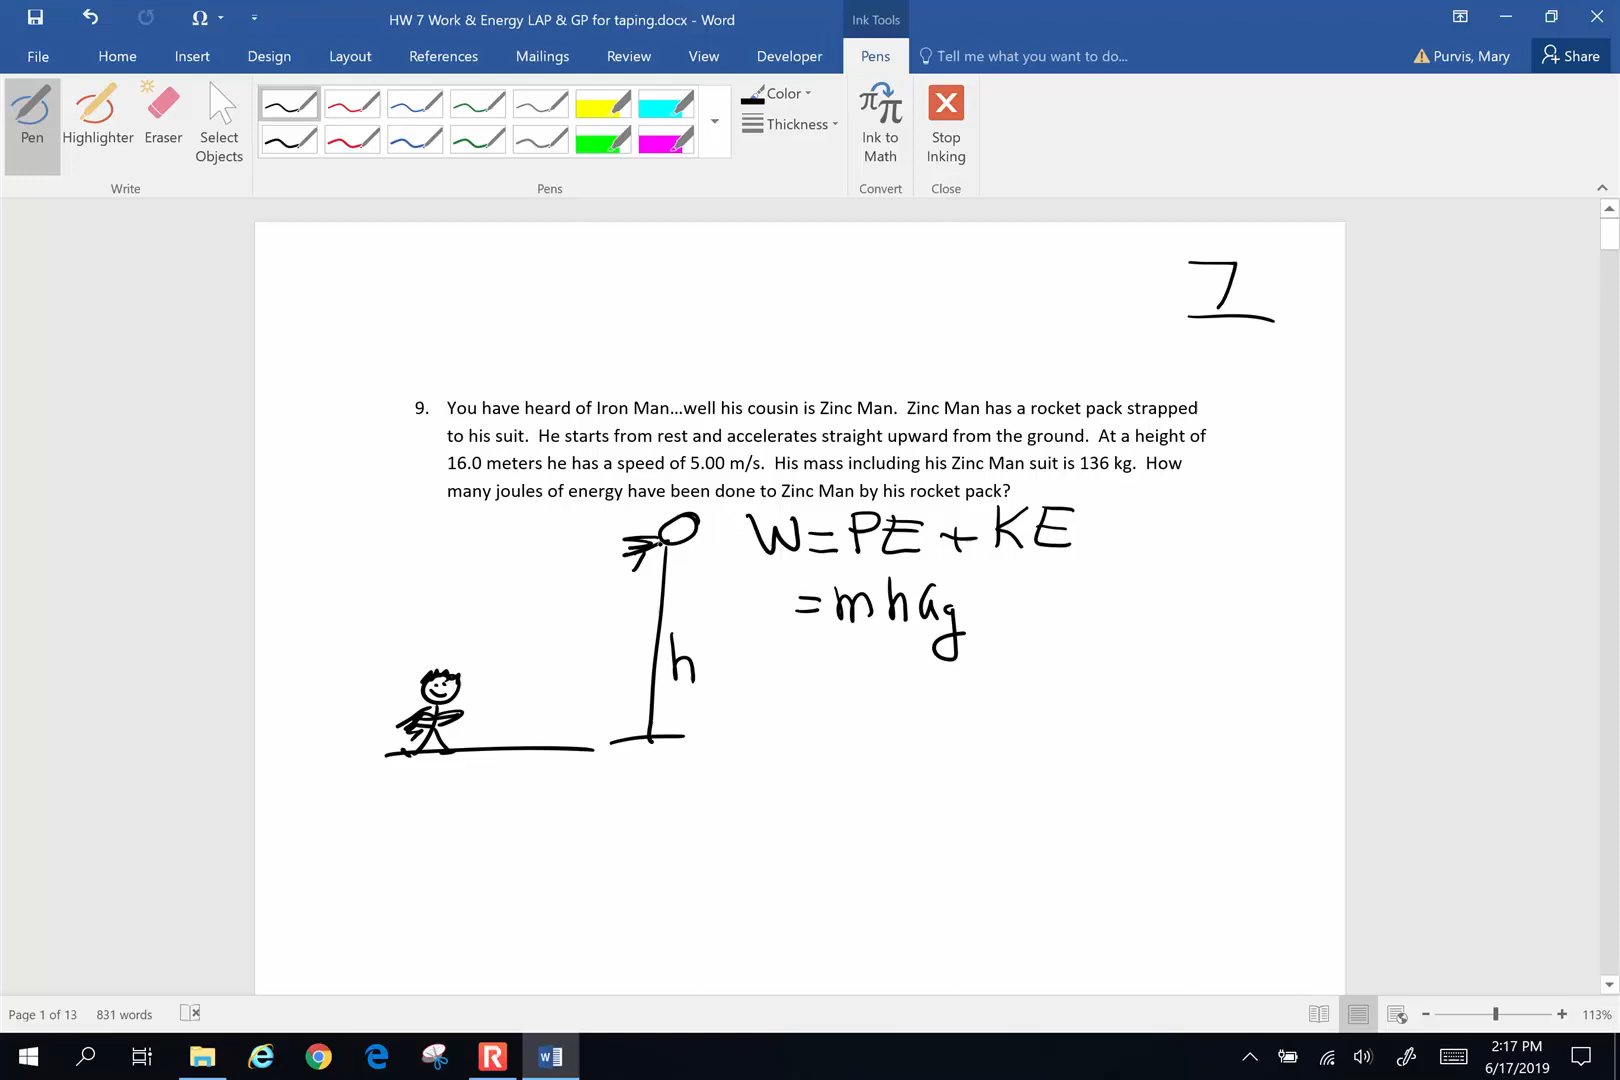 HW 7 Work & Energy LAP & GP for taping.docx - Word
Ink Tools
File Home Insert Design Layout References Mailings Review View Developer Pens Tell me what you want to do... Purvis, Mary Share
Pen Highlighter Eraser Select Objects
Color
Thickness
Ink to Math
Stop Inking
Write Pens Convert Close
7
9. You have heard of Iron Man...well his cousin is Zinc Man. Zinc Man has a rocket pack strapped
to his suit. He starts from rest and accelerates straight upward from the ground. At a height of
16.0 meters he has a speed of 5.00 m/s. His mass including his Zinc Man suit is 136 kg. How
many joules of energy have been done to Zinc Man by his rocket pack?
W = PE + KE
= m h a_g
h
Page 1 of 13 831 words 113%
2:17 PM
6/17/2019